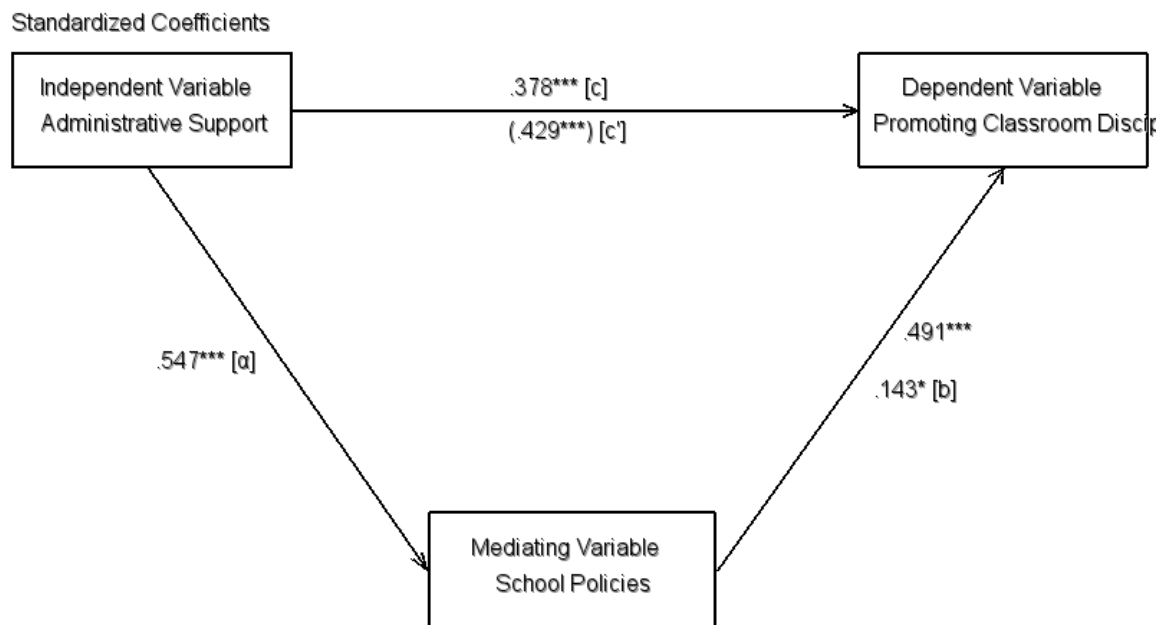 Standardized Coefficients
Independent Variable
Administrative Support
.378*** [c]
(.429***) [c']
Dependent Variable
Promoting Classroom Discip
.547*** [α]
.491***
.143* [b]
Mediating Variable
School Policies